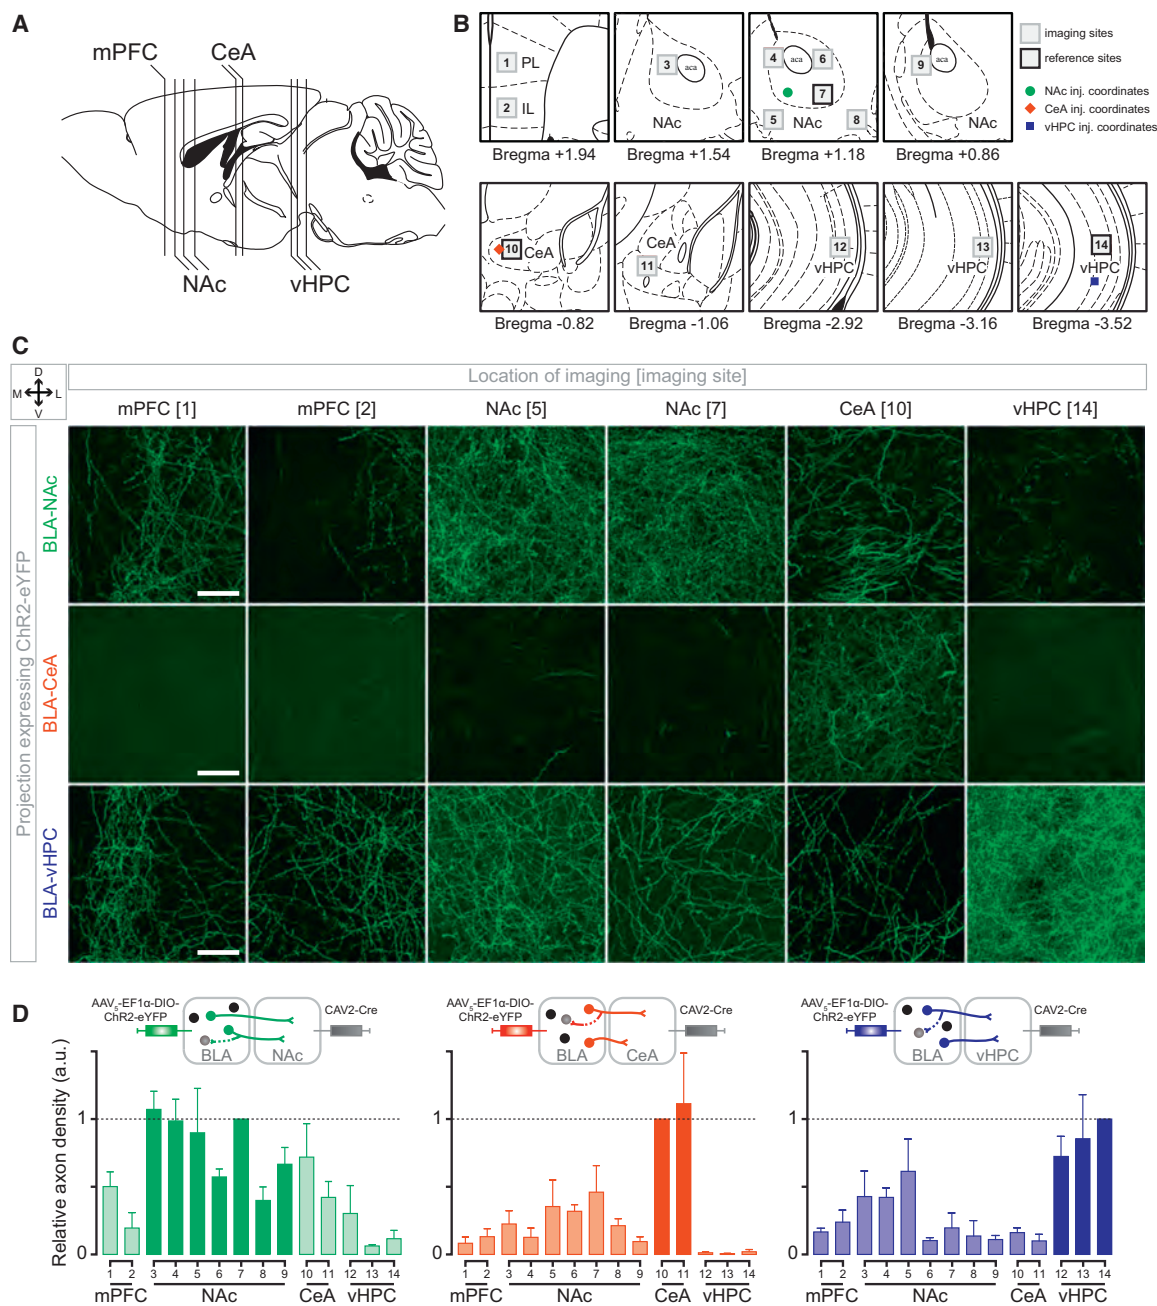 A
mPFC
CeA
NAc
vHPC
B
1
PL
2
IL
Bregma +1.94
3
aca
NAc
Bregma +1.54
4
aca
6
7
5
NAc
8
Bregma +1.18
9
aca
NAc
Bregma +0.86
imaging sites
reference sites
NAc inj. coordinates
CeA inj. coordinates
vHPC inj. coordinates
10
CeA
Bregma -0.82
CeA
11
Bregma -1.06
12
vHPC
Bregma -2.92
13
vHPC
Bregma -3.16
14
vHPC
Bregma -3.52
C
D
M
L
V
Location of imaging [imaging site]
mPFC [1]
mPFC [2]
NAc [5]
NAc [7]
CeA [10]
vHPC [14]
Projection expressing ChR2-eYFP
BLA-NAc
BLA-CeA
BLA-vHPC
D
AAV5-EF1α-DIO-
ChR2-eYFP
BLA
NAc
CAV2-Cre
Relative axon density (a.u.)
1
0
1 2 3 4 5 6 7 8 9 10 11 12 13 14
mPFC NAc CeA vHPC
AAV5-EF1α-DIO-
ChR2-eYFP
BLA
CeA
CAV2-Cre
1
0
1 2 3 4 5 6 7 8 9 10 11 12 13 14
mPFC NAc CeA vHPC
AAV5-EF1α-DIO-
ChR2-eYFP
BLA
vHPC
CAV2-Cre
1
0
1 2 3 4 5 6 7 8 9 10 11 12 13 14
mPFC NAc CeA vHPC